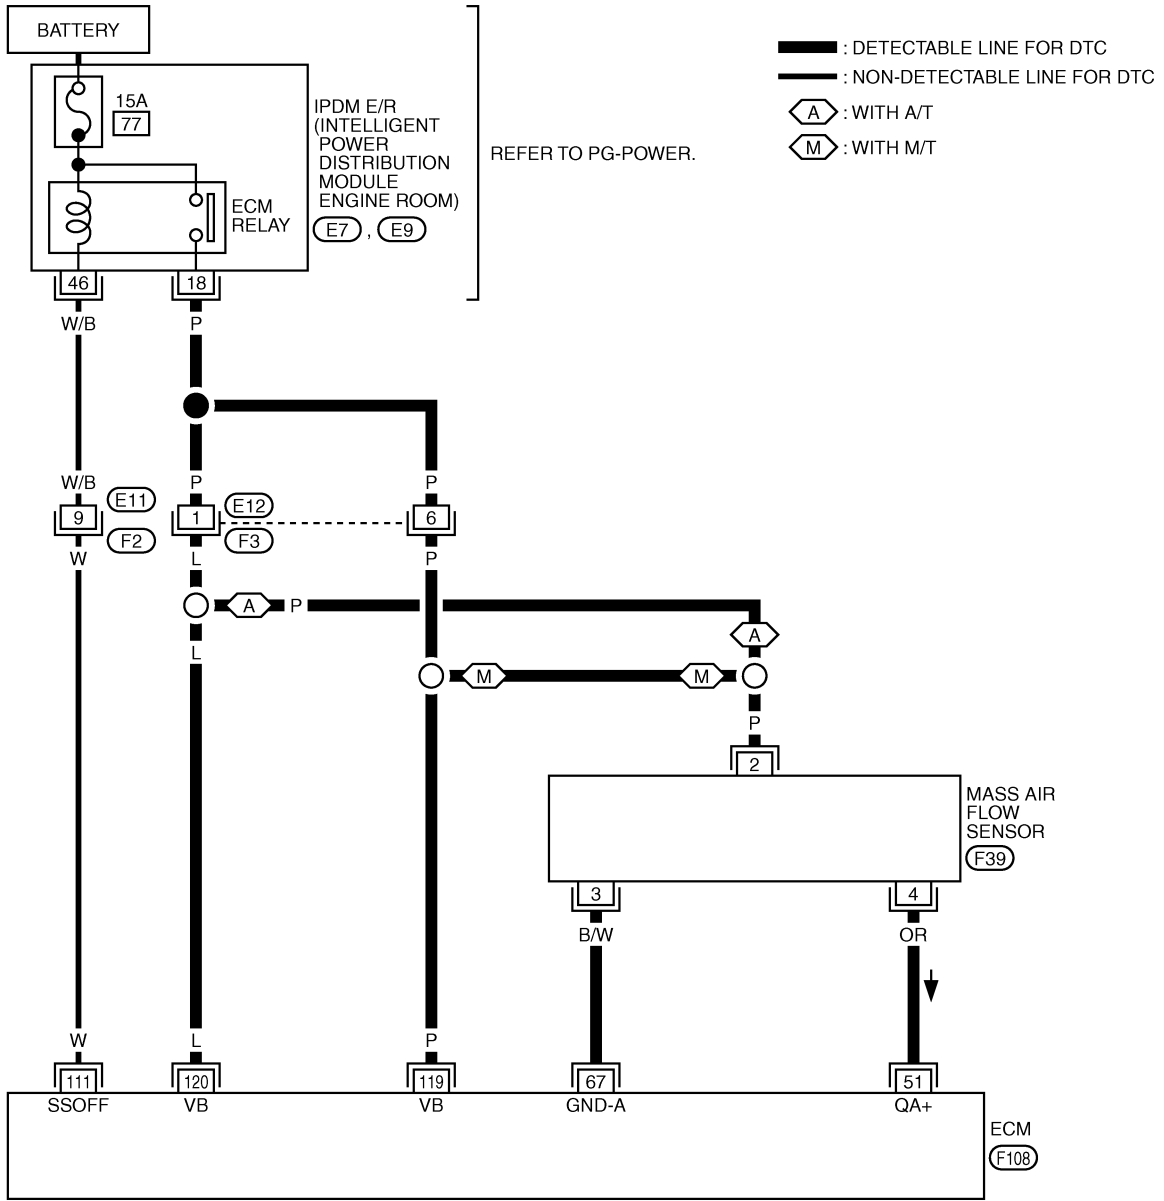 BATTERY
: DETECTABLE LINE FOR DTC
: NON-DETECTABLE LINE FOR DTC
A : WITH A/T
M : WITH M/T
15A
77
IPDM E/R
(INTELLIGENT
POWER
DISTRIBUTION
MODULE
ENGINE ROOM)
E7 , E9
REFER TO PG-POWER.
ECM
RELAY
46 18
W/B P
W/B P P
9 E11 F2 1 E12 F3 6
W L P
A P
A
L
M M
P
2
MASS AIR
FLOW
SENSOR
F39
3 4
B/W OR
W L P
111 120 119 67 51
SSOFF VB VB GND-A QA+
ECM
F108